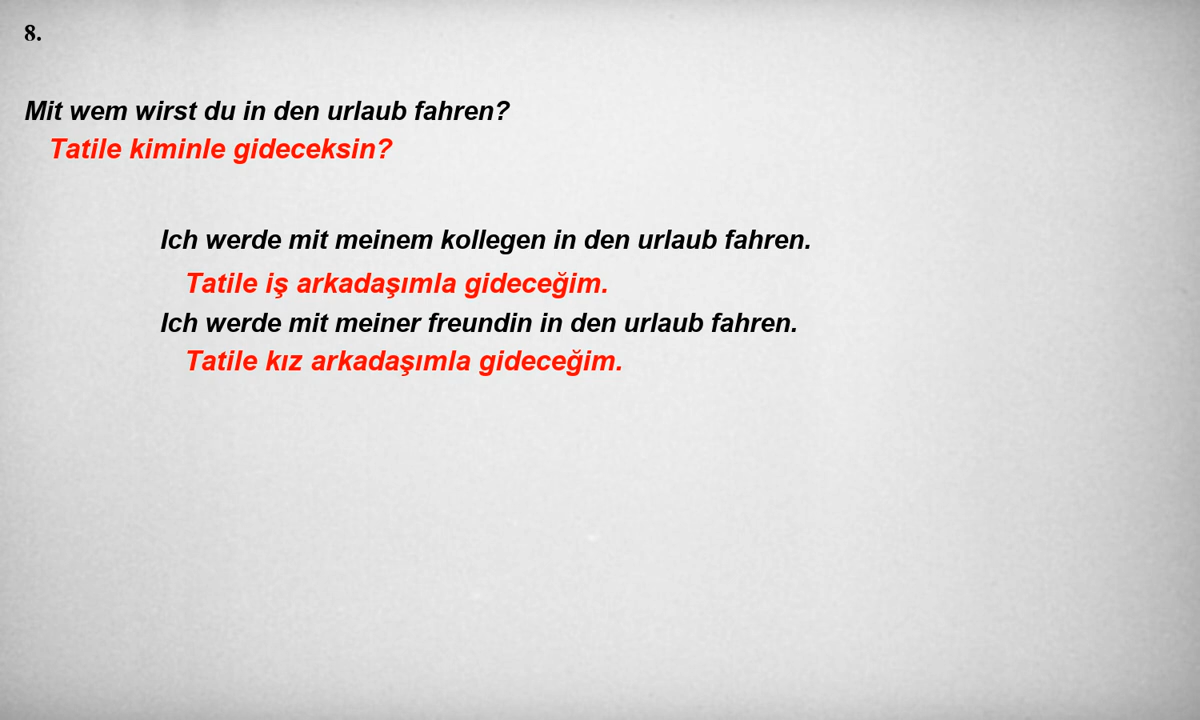 8.
Mit wem wirst du in den urlaub fahren?
Tatile kiminle gideceksin?
Ich werde mit meinem kollegen in den urlaub fahren.
Tatile iş arkadaşımla gideceğim.
Ich werde mit meiner freundin in den urlaub fahren.
Tatile kız arkadaşımla gideceğim.